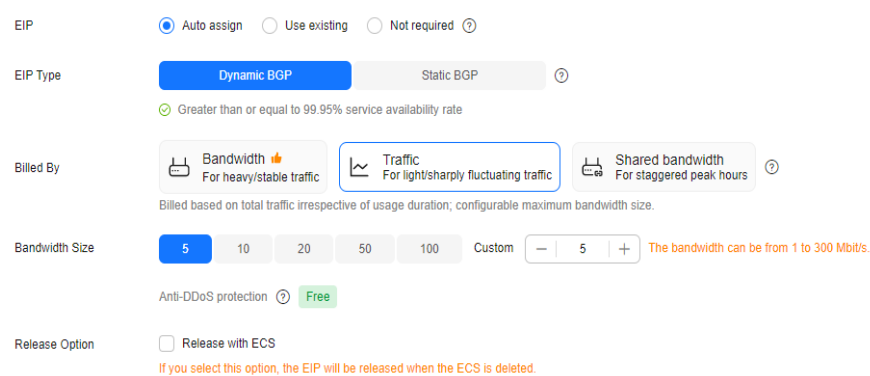 EIP Auto assign Use existing Not required ?
EIP Type Dynamic BGP Static BGP ?
Greater than or equal to 99.95% service availability rate
Billed By Bandwidth For heavy/stable traffic Traffic For light/sharply fluctuating traffic Shared bandwidth For staggered peak hours ?
Billed based on total traffic irrespective of usage duration; configurable maximum bandwidth size.
Bandwidth Size 5 10 20 50 100 Custom − 5 + The bandwidth can be from 1 to 300 Mbit/s.
Anti-DDoS protection ? Free
Release Option Release with ECS
If you select this option, the EIP will be released when the ECS is deleted.